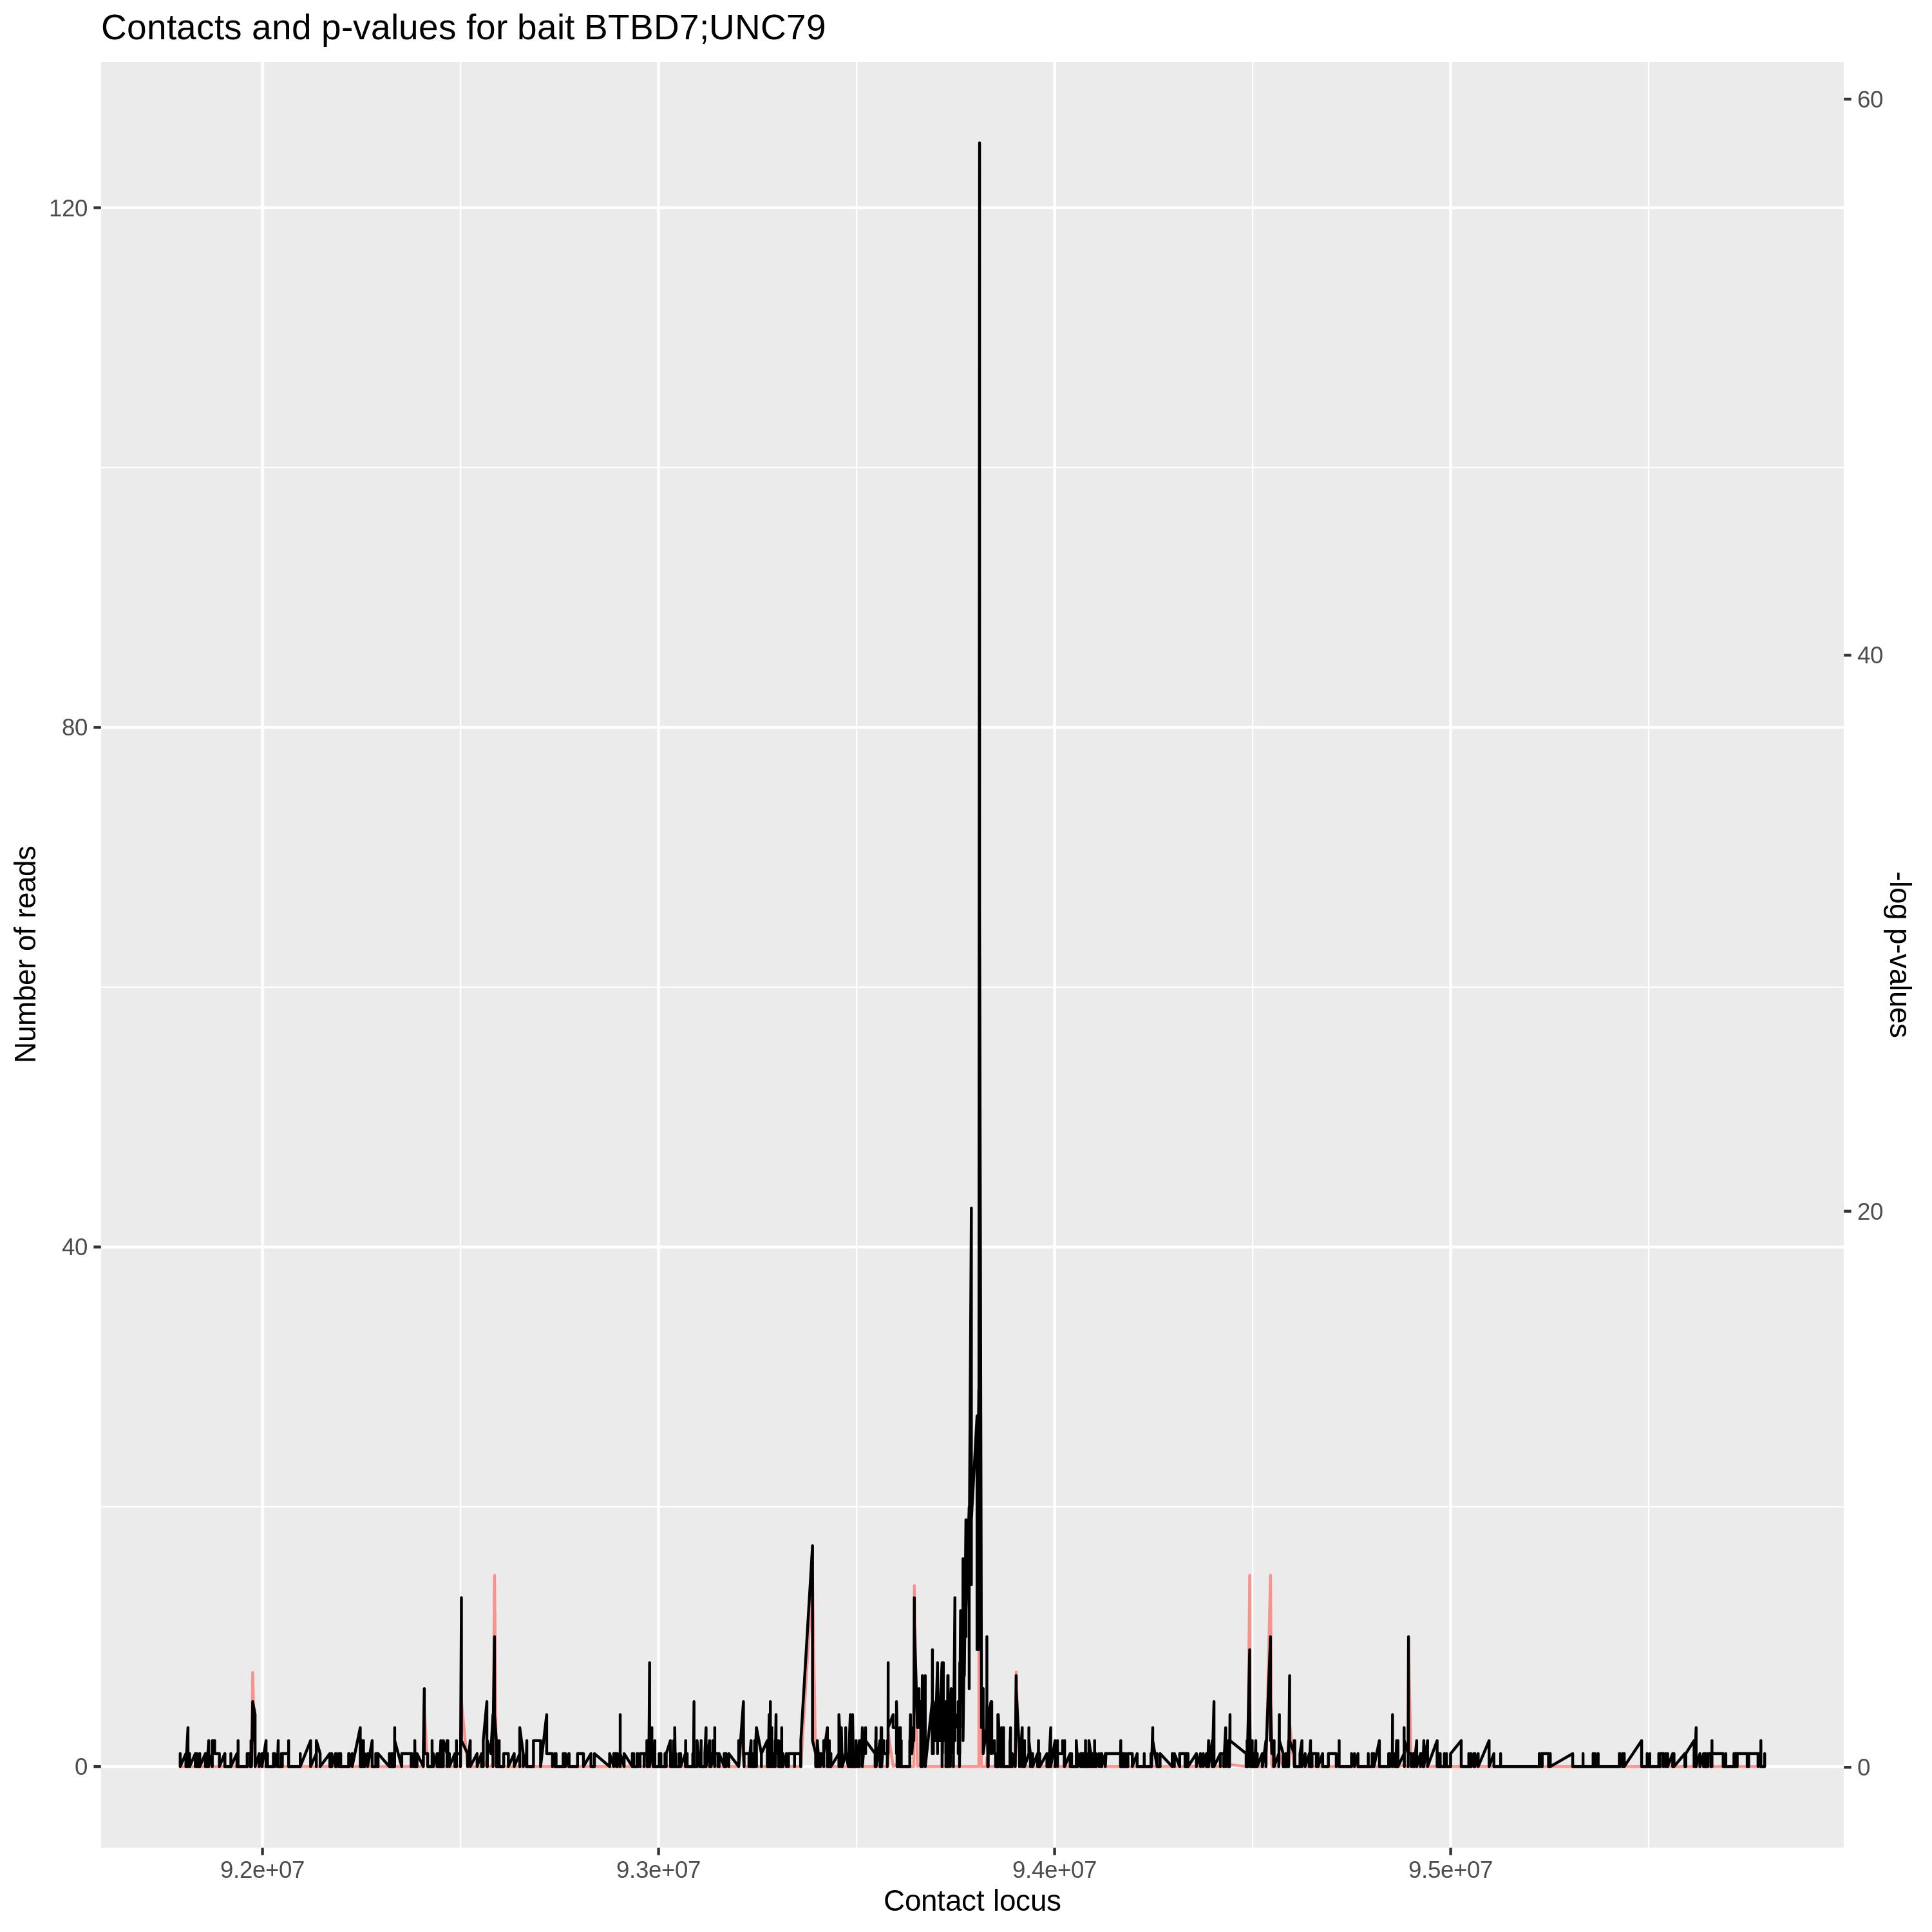 Contacts and p-values for bait BTBD7;UNC79
120
80
40
0
60
40
20
0
Number of reads
-log p-values
9.2e+07
9.3e+07
9.4e+07
9.5e+07
Contact locus